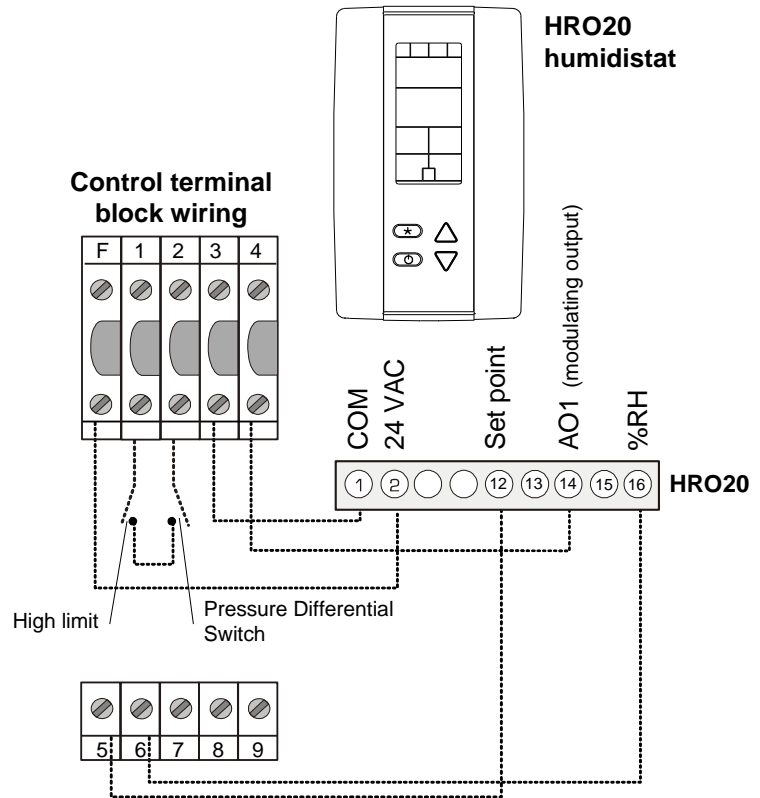 HRO20
humidistat
Control terminal
block wiring
F 1 2 3 4
COM
24 VAC
Set point
AO1 (modulating output)
%RH
1 2 12 13 14 15 16
HRO20
High limit
Pressure Differential
Switch
5 6 7 8 9